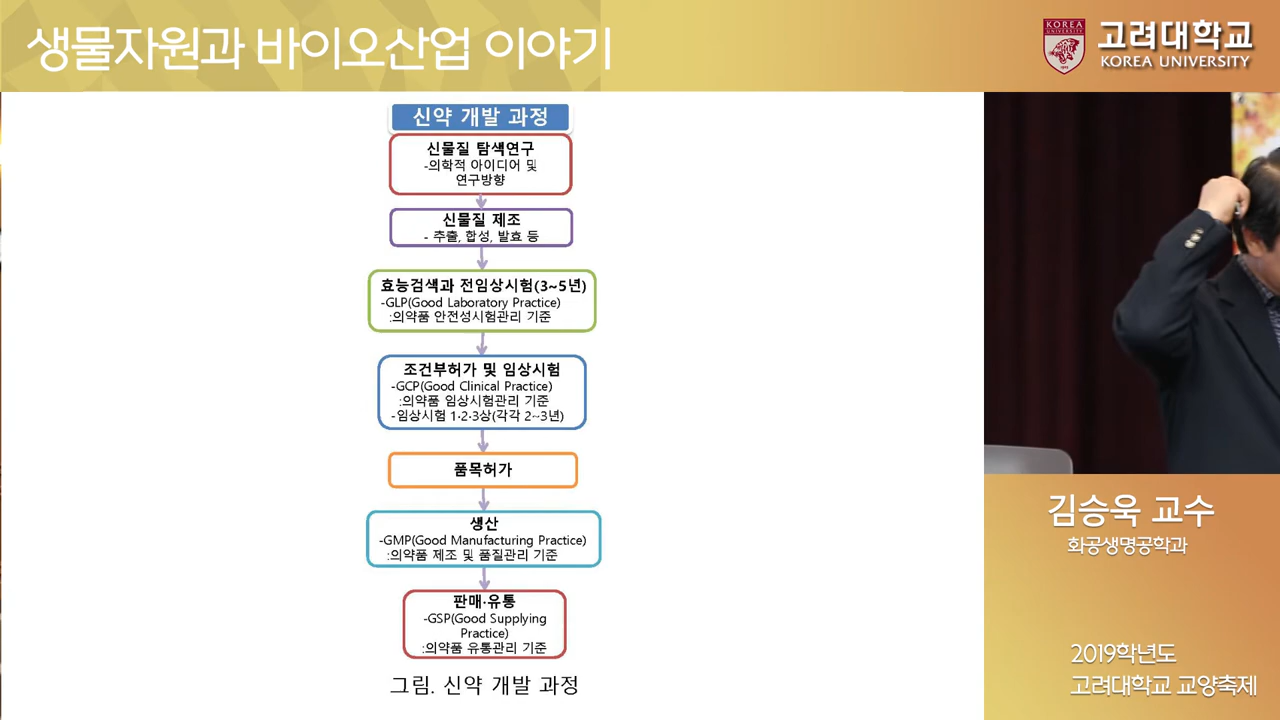 생물자원과 바이오산업 이야기
KOREA
UNIVERSITY
고려대학교
KOREA UNIVERSITY
신약 개발 과정
신물질 탐색연구
-의학적 아이디어 및
연구방향
신물질 제조
- 추출, 합성, 발효 등
효능검색과 전임상시험(3~5년)
-GLP(Good Laboratory Practice)
:의약품 안전성시험관리 기준
조건부허가 및 임상시험
-GCP(Good Clinical Practice)
:의약품 임상시험관리 기준
-임상시험 1·2·3상(각각 2~3년)
품목허가
생산
-GMP(Good Manufacturing Practice)
:의약품 제조 및 품질관리 기준
판매·유통
-GSP(Good Supplying
Practice)
:의약품 유통관리 기준
그림. 신약 개발 과정
김승욱 교수
화공생명공학과
2019학년도
고려대학교 교양축제